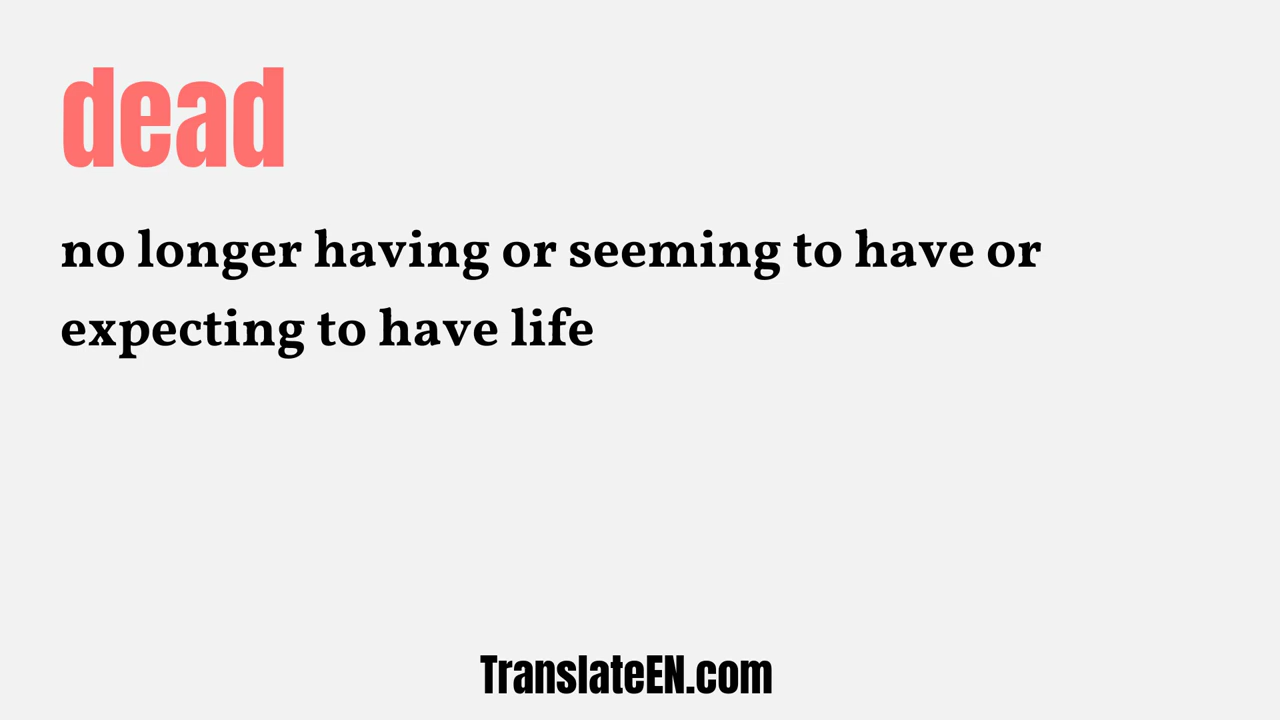 dead
no longer having or seeming to have or
expecting to have life
TranslateEN.com